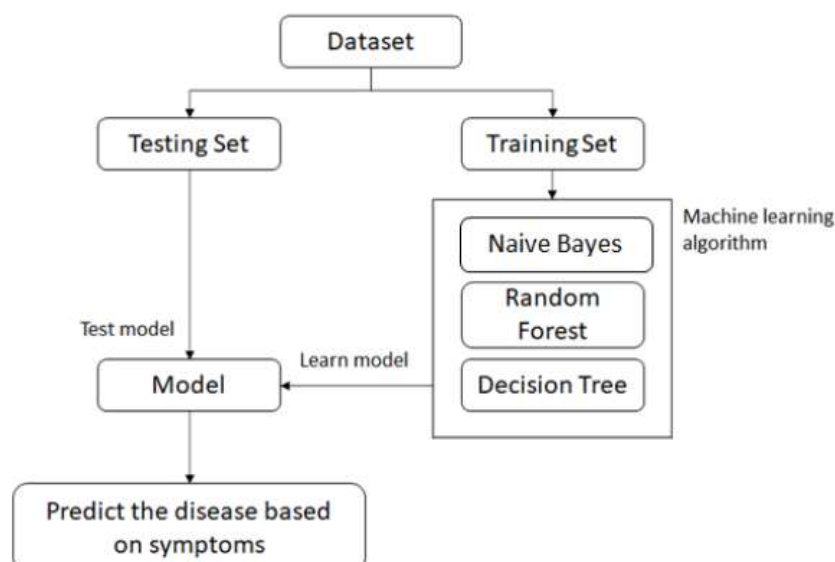 Dataset
Testing Set
Training Set
Machine learning
algorithm
Naive Bayes
Random
Forest
Decision Tree
Test model
Learn model
Model
Predict the disease based
on symptoms